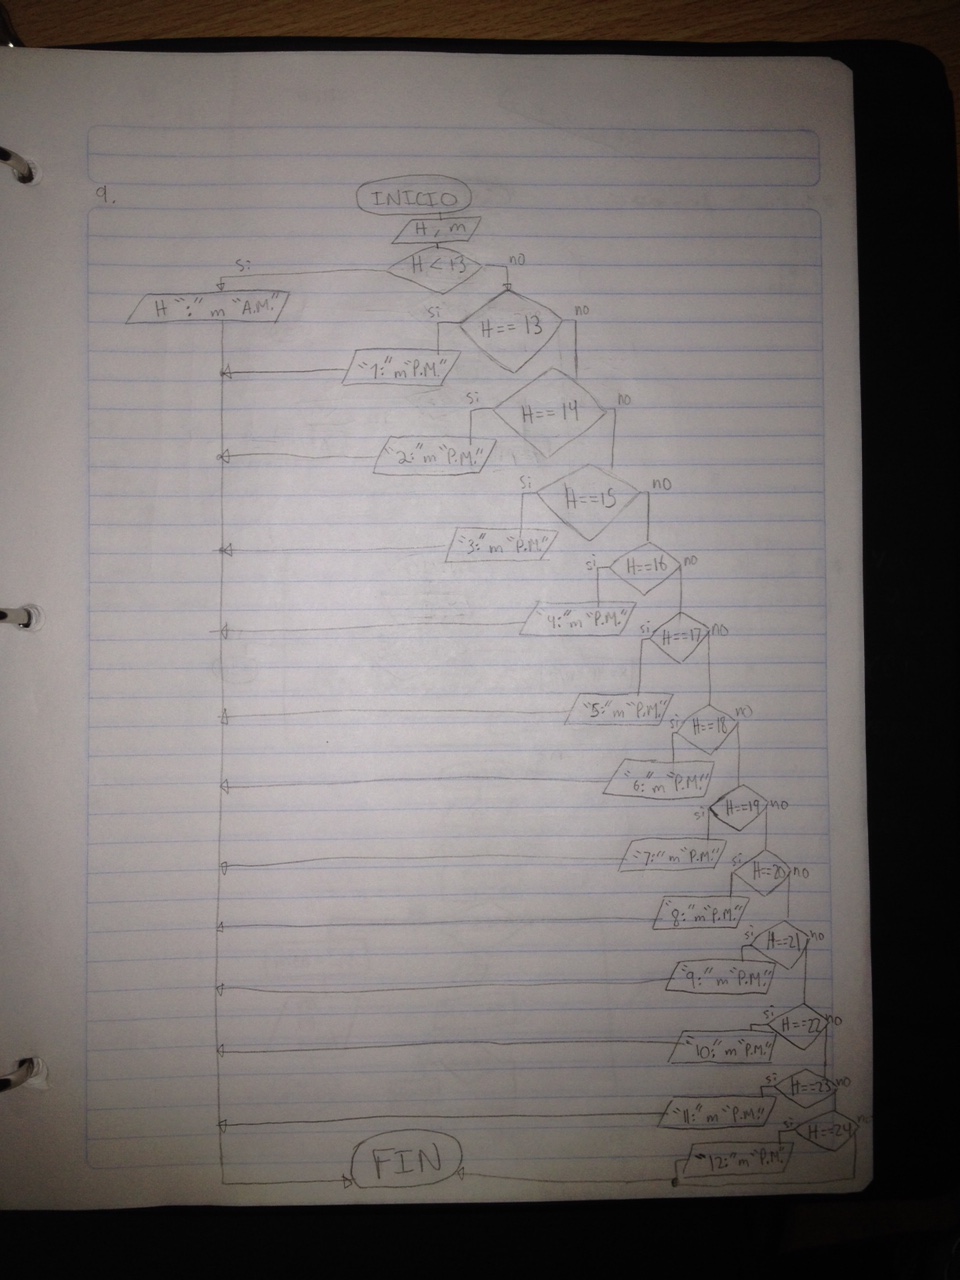 9.
INICIO
H, m
H < 13
si
no
H ":" m "A.M."
H == 13
si
no
"1:" m "P.M."
H == 14
si
no
"2:" m "P.M."
H==15
si
no
"3:" m "P.M."
H==16
si
no
"4:" m "P.M."
H==17
si
no
"5:" m "P.M."
H==18
si
no
"6:" m "P.M."
H==19
si
no
"7:" m "P.M."
H==20
si
no
"8:" m "P.M."
H==21
si
no
"9:" m "P.M."
H==22
si
no
"10:" m "P.M."
H==23
si
no
"11:" m "P.M."
H==24
si
no
"12:" m "P.M."
FIN